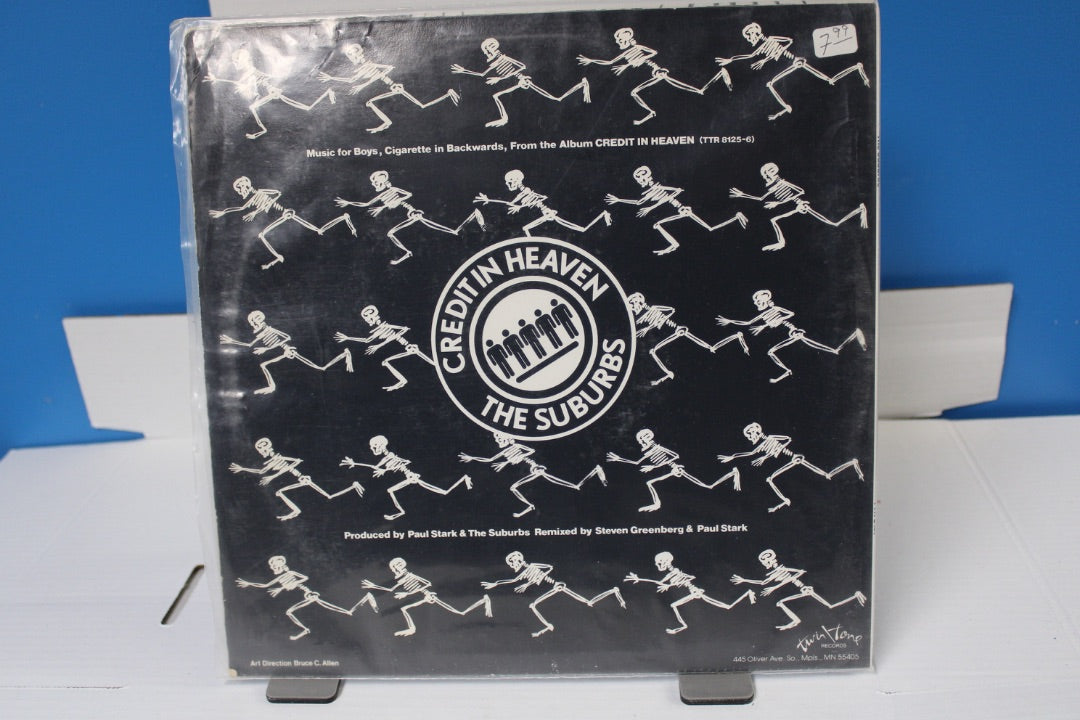 7.99
Music for Boys, Cigarette in Backwards, From the Album CREDIT IN HEAVEN (TTR 8125-6)
CREDIT IN HEAVEN
THE SUBURBS
Produced by Paul Stark & The Suburbs Remixed by Steven Greenberg & Paul Stark
twin/tone
RECORDS
Art Direction Bruce C. Allen
445 Oliver Ave. So., Mpls., MN 55405